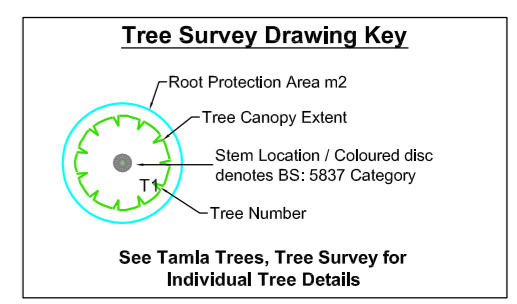 Tree Survey Drawing Key
Root Protection Area m2
Tree Canopy Extent
Stem Location / Coloured disc
denotes BS: 5837 Category
T1
Tree Number
See Tamla Trees, Tree Survey for
Individual Tree Details